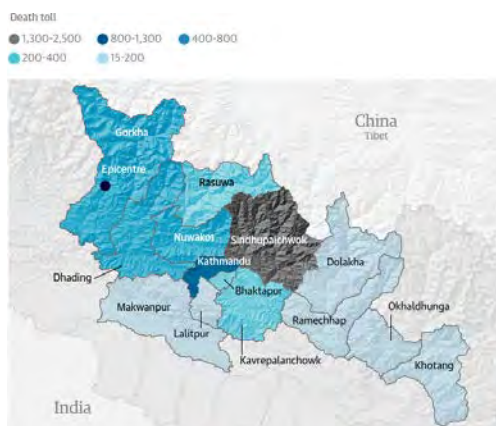 Death toll
1,300-2,500
800-1,300
400-800
200-400
15-200
China
Tibet
Gorkha
Epicentre
Rasuwa
Nuwakot
Sindhupalchwok
Kathmandu
Dolakha
Dhading
Bhaktapur
Makwanpur
Okhaldhunga
Lalitpur
Ramechhap
Kavrepalanchowk
Khotang
India